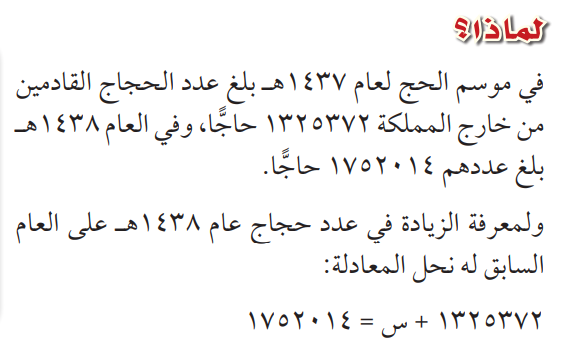 لماذا؟
في موسم الحج لعام ١٤٣٧هـ بلغ عدد الحجاج القادمين
من خارج المملكة ١٣٢٥٣٧٢ حاجًّا، وفي العام ١٤٣٨هـ
بلغ عددهم ١٧٥٢٠١٤ حاجًّا.
ولمعرفة الزيادة في عدد حجاج عام ١٤٣٨هـ على العام
السابق له نحل المعادلة:
١٣٢٥٣٧٢ + س = ١٧٥٢٠١٤